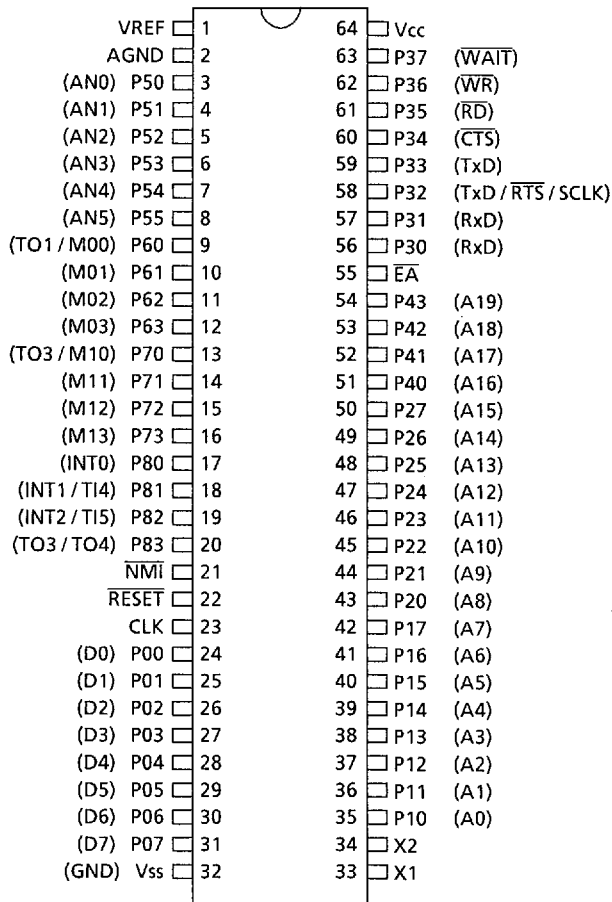 VREF 1 64 Vcc
AGND 2 63 P37 (W̅A̅I̅T̅)
(AN0) P50 3 62 P36 (W̅R̅)
(AN1) P51 4 61 P35 (R̅D̅)
(AN2) P52 5 60 P34 (C̅T̅S̅)
(AN3) P53 6 59 P33 (TxD)
(AN4) P54 7 58 P32 (TxD / R̅T̅S̅ / SCLK)
(AN5) P55 8 57 P31 (RxD)
(TO1 / M00) P60 9 56 P30 (RxD)
(M01) P61 10 55 E̅A̅
(M02) P62 11 54 P43 (A19)
(M03) P63 12 53 P42 (A18)
(TO3 / M10) P70 13 52 P41 (A17)
(M11) P71 14 51 P40 (A16)
(M12) P72 15 50 P27 (A15)
(M13) P73 16 49 P26 (A14)
(INT0) P80 17 48 P25 (A13)
(INT1 / TI4) P81 18 47 P24 (A12)
(INT2 / TI5) P82 19 46 P23 (A11)
(TO3 / TO4) P83 20 45 P22 (A10)
N̅M̅I̅ 21 44 P21 (A9)
R̅E̅S̅E̅T̅ 22 43 P20 (A8)
CLK 23 42 P17 (A7)
(D0) P00 24 41 P16 (A6)
(D1) P01 25 40 P15 (A5)
(D2) P02 26 39 P14 (A4)
(D3) P03 27 38 P13 (A3)
(D4) P04 28 37 P12 (A2)
(D5) P05 29 36 P11 (A1)
(D6) P06 30 35 P10 (A0)
(D7) P07 31 34 X2
(GND) Vss 32 33 X1